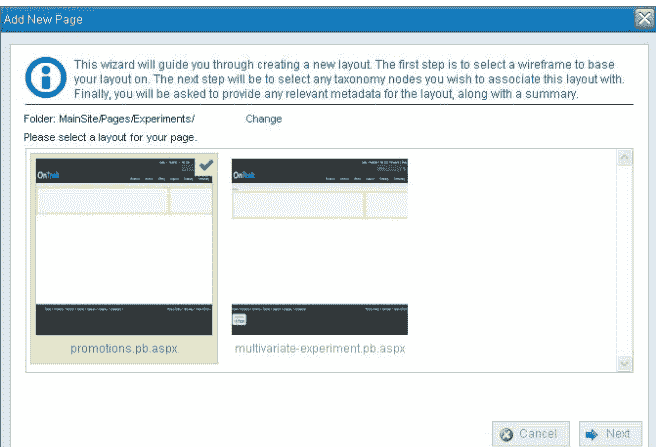 Add New Page
This wizard will guide you through creating a new layout. The first step is to select a wireframe to base
your layout on. The next step will be to select any taxonomy nodes you wish to associate this layout with.
Finally, you will be asked to provide any relevant metadata for the layout, along with a summary.
Folder: MainSite/Pages/Experiments/ Change
Please select a layout for your page.
OnTrek
promotions.pb.aspx multivariate-experiment.pb.aspx
Cancel Next